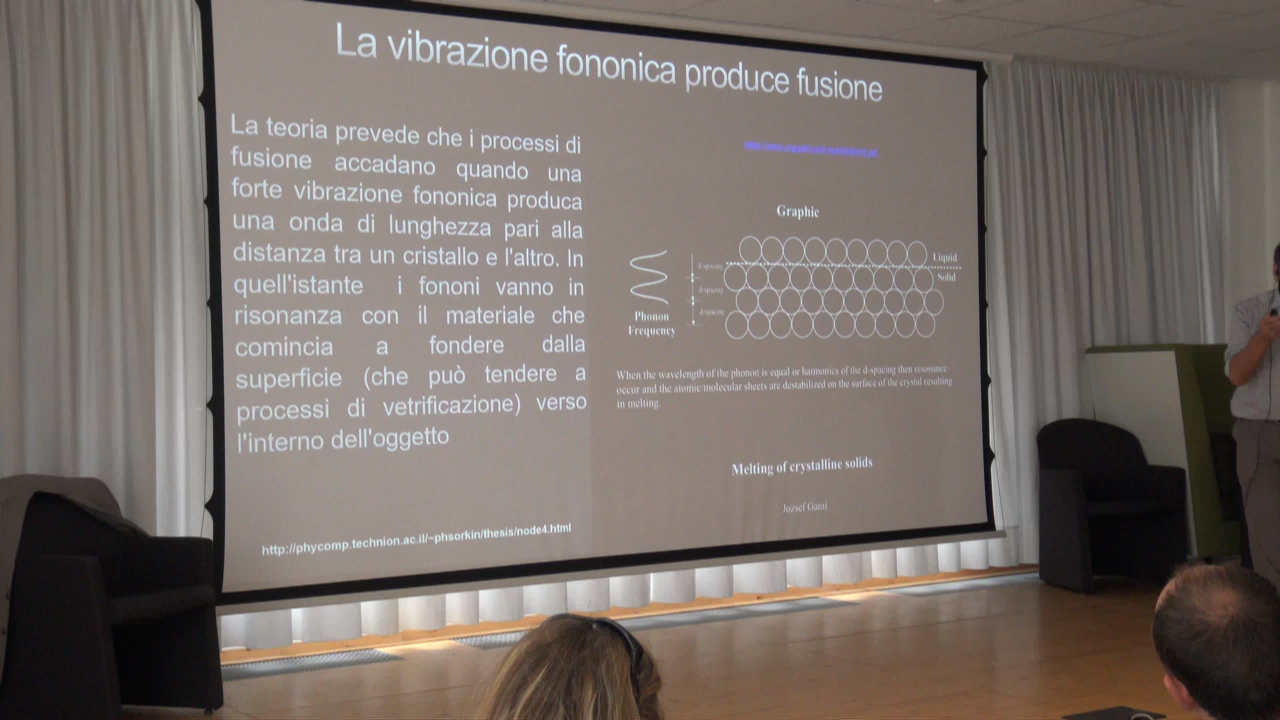 La vibrazione fononica produce fusione
La teoria prevede che i processi di
fusione accadano quando una
forte vibrazione fononica produca
una onda di lunghezza pari alla
distanza tra un cristallo e l'altro. In
quell'istante i fononi vanno in
risonanza con il materiale che
comincia a fondere dalla
superficie (che può tendere a
processi di vetrificazione) verso
l'interno dell'oggetto
http://phycomp.technion.ac.il/~phsorkin/thesis/node4.html
Graphic
Liquid
Solid
d-spacing
d-spacing
d-spacing
Phonon
Frequency
When the wavelength of the phonon is equal or harmonics of the d-spacing then resonance
occur and the atomic/molecular sheets are destabilized on the surface of the crystal resulting
in melting.
Melting of crystalline solids
Jozsef Garai